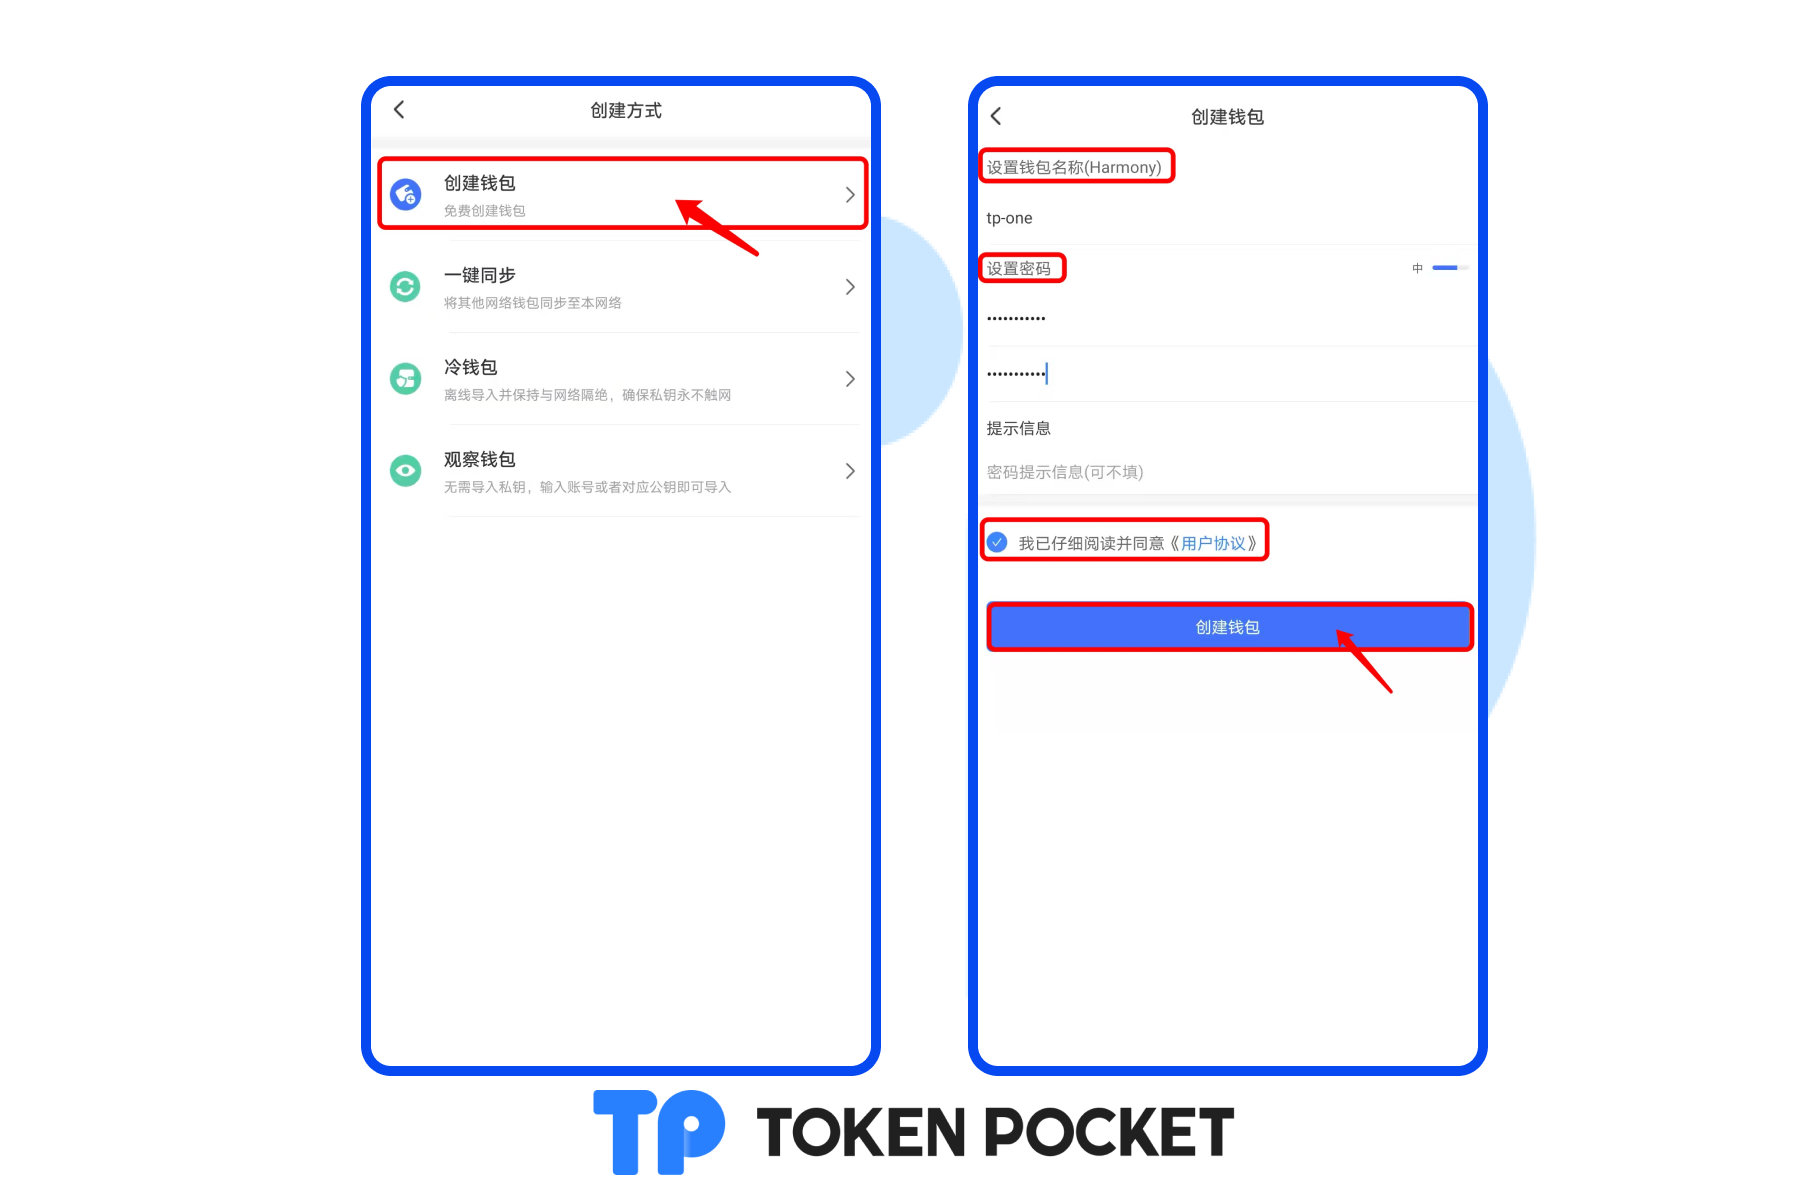 创建方式
创建钱包
免费创建钱包
一键同步
将其他网络钱包同步至本网络
冷钱包
离线导入并保持与网络隔绝，确保私钥永不触网
观察钱包
无需导入私钥，输入账号或者对应公钥即可导入
创建钱包
设置钱包名称(Harmony)
tp-one
设置密码
中
•••••••••••
•••••••••••
提示信息
密码提示信息(可不填)
我已仔细阅读并同意《用户协议》
创建钱包
TP TOKEN POCKET